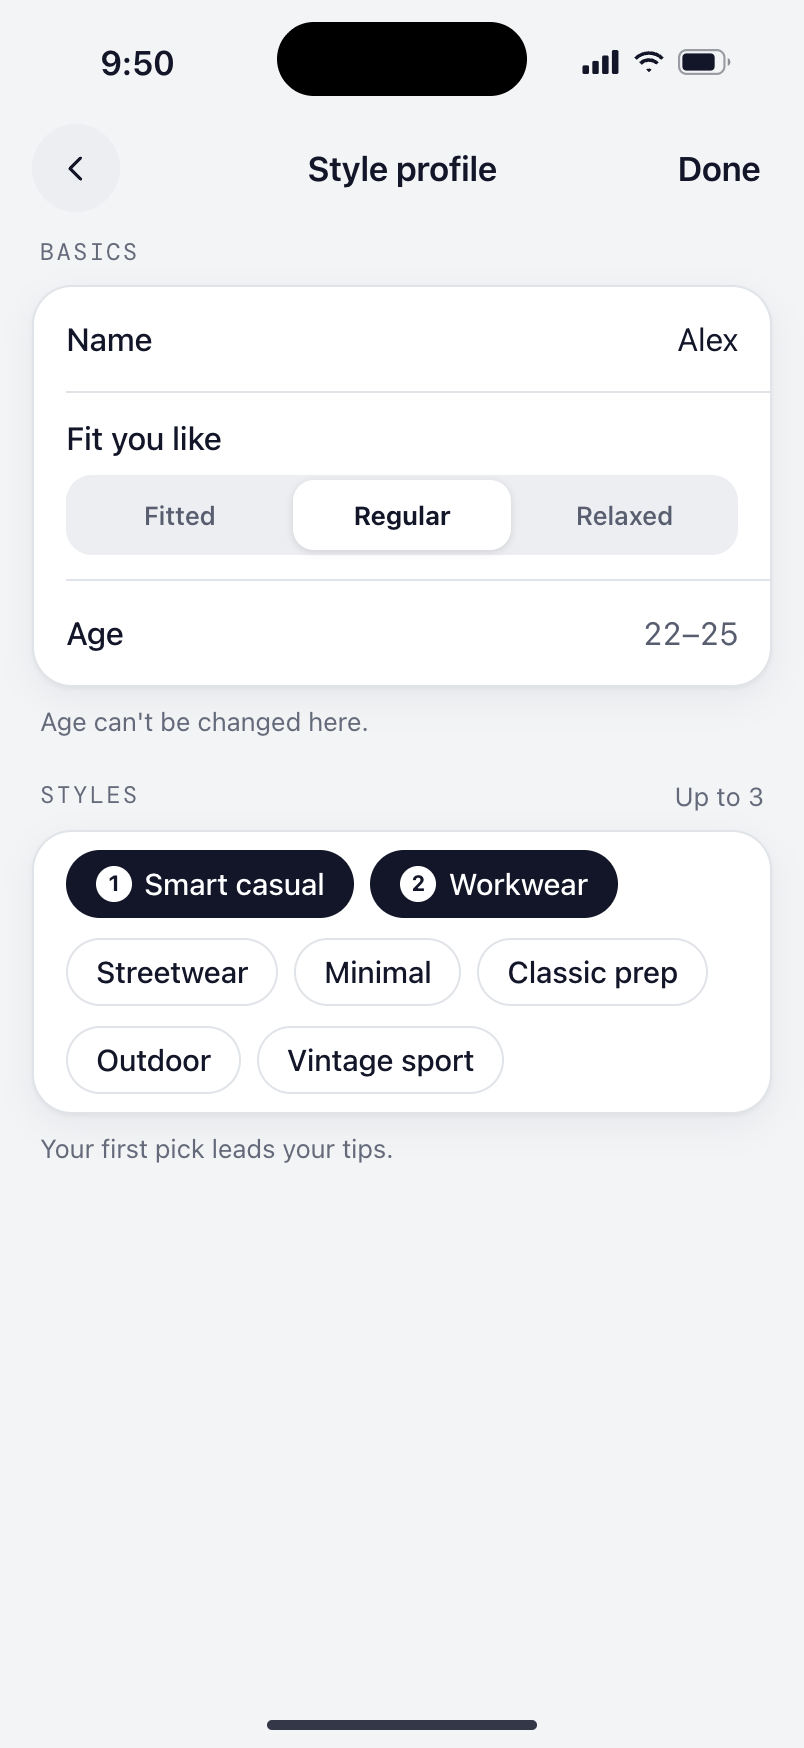 9:50
Style profile
Done
BASICS
Name
Alex
Fit you like
Fitted
Regular
Relaxed
Age
22–25
Age can't be changed here.
STYLES
Up to 3
1 Smart casual
2 Workwear
Streetwear
Minimal
Classic prep
Outdoor
Vintage sport
Your first pick leads your tips.